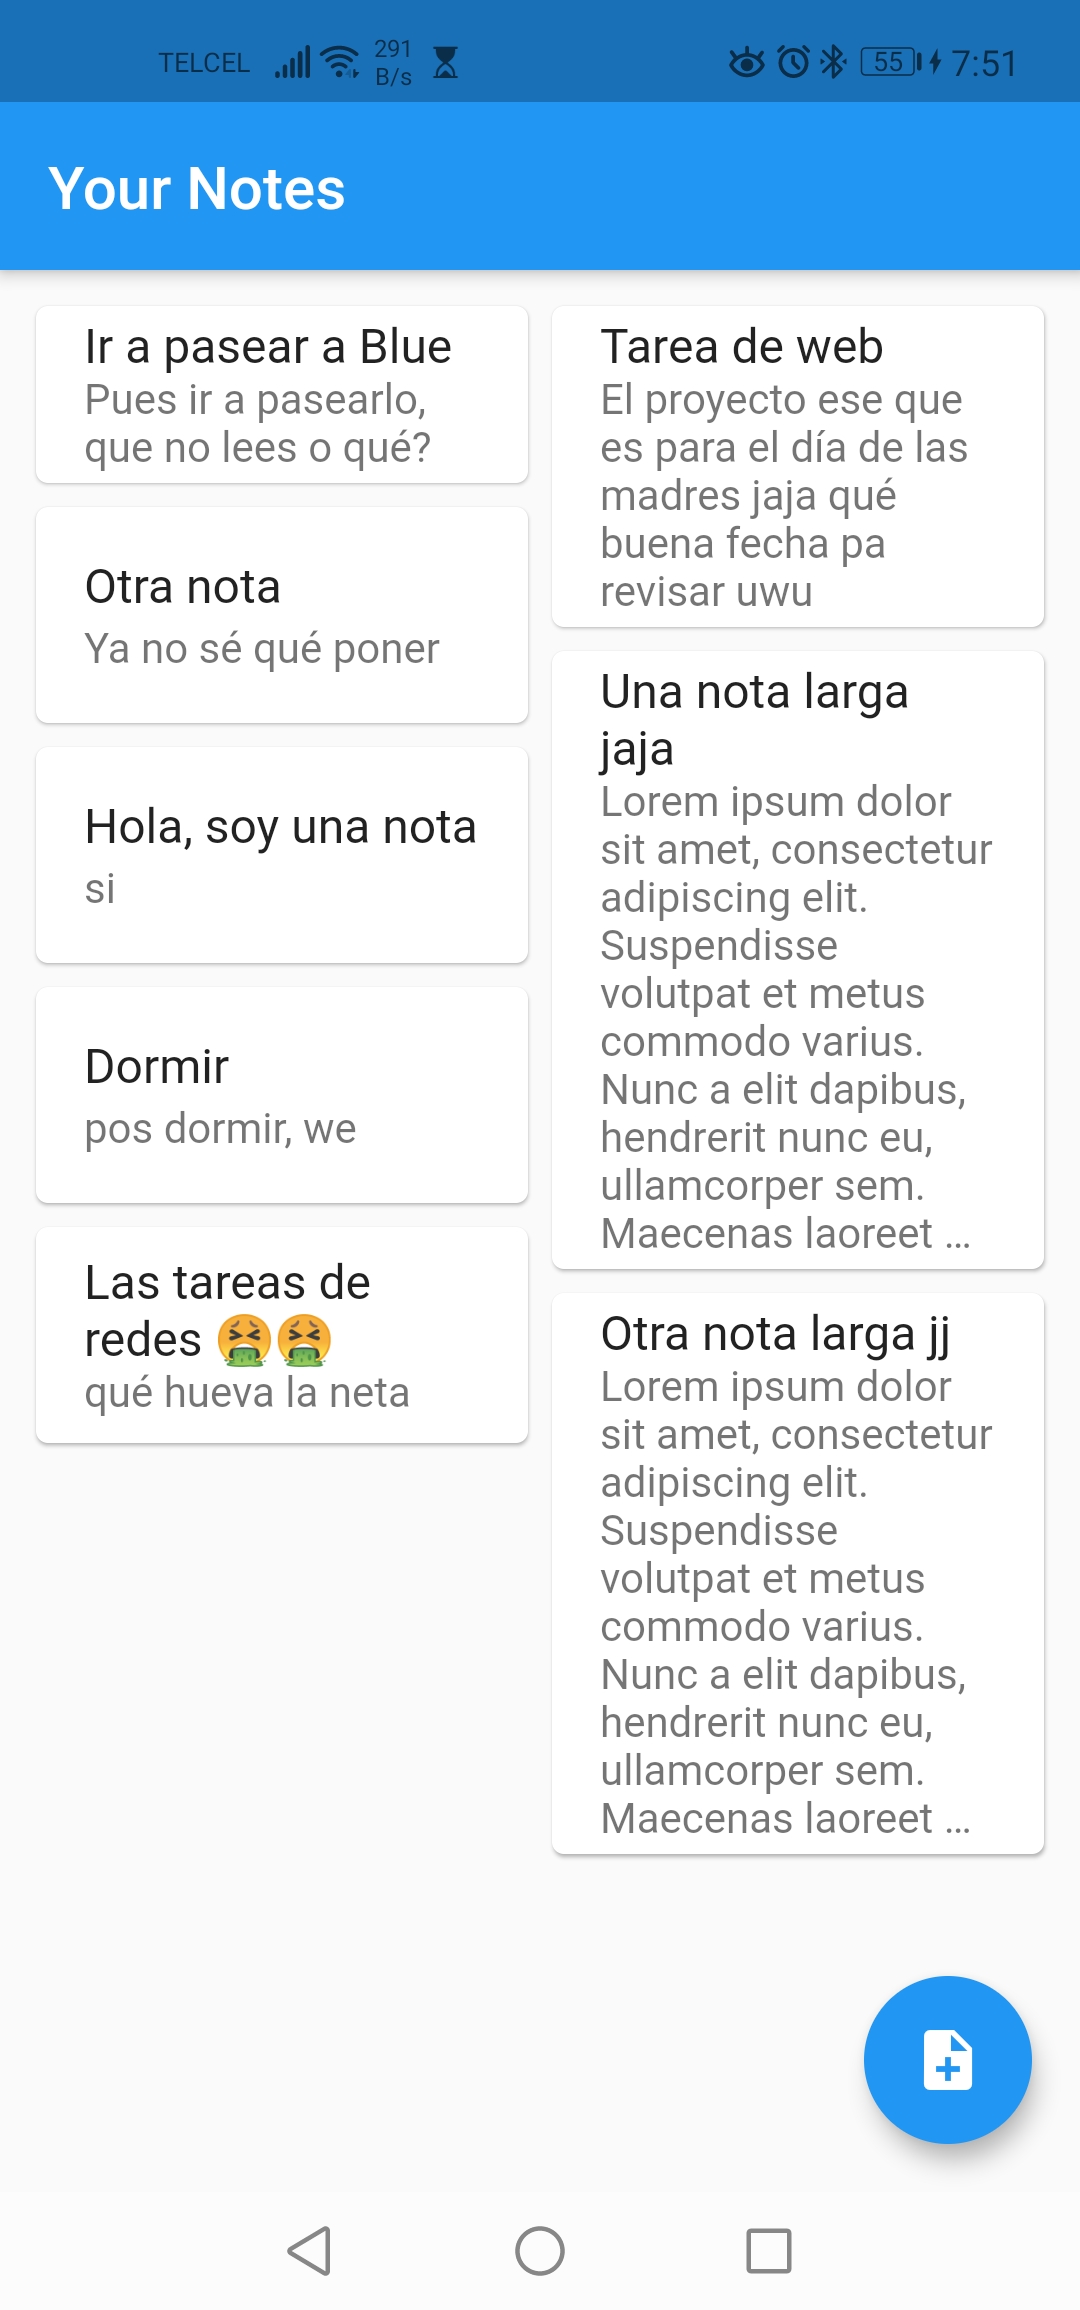 TELCEL 291 B/s 55 7:51
Your Notes
Ir a pasear a Blue
Pues ir a pasearlo,
que no lees o qué?
Otra nota
Ya no sé qué poner
Hola, soy una nota
si
Dormir
pos dormir, we
Las tareas de
redes 🤮🤮
qué hueva la neta
Tarea de web
El proyecto ese que
es para el día de las
madres jaja qué
buena fecha pa
revisar uwu
Una nota larga
jaja
Lorem ipsum dolor
sit amet, consectetur
adipiscing elit.
Suspendisse
volutpat et metus
commodo varius.
Nunc a elit dapibus,
hendrerit nunc eu,
ullamcorper sem.
Maecenas laoreet ...
Otra nota larga jj
Lorem ipsum dolor
sit amet, consectetur
adipiscing elit.
Suspendisse
volutpat et metus
commodo varius.
Nunc a elit dapibus,
hendrerit nunc eu,
ullamcorper sem.
Maecenas laoreet ...